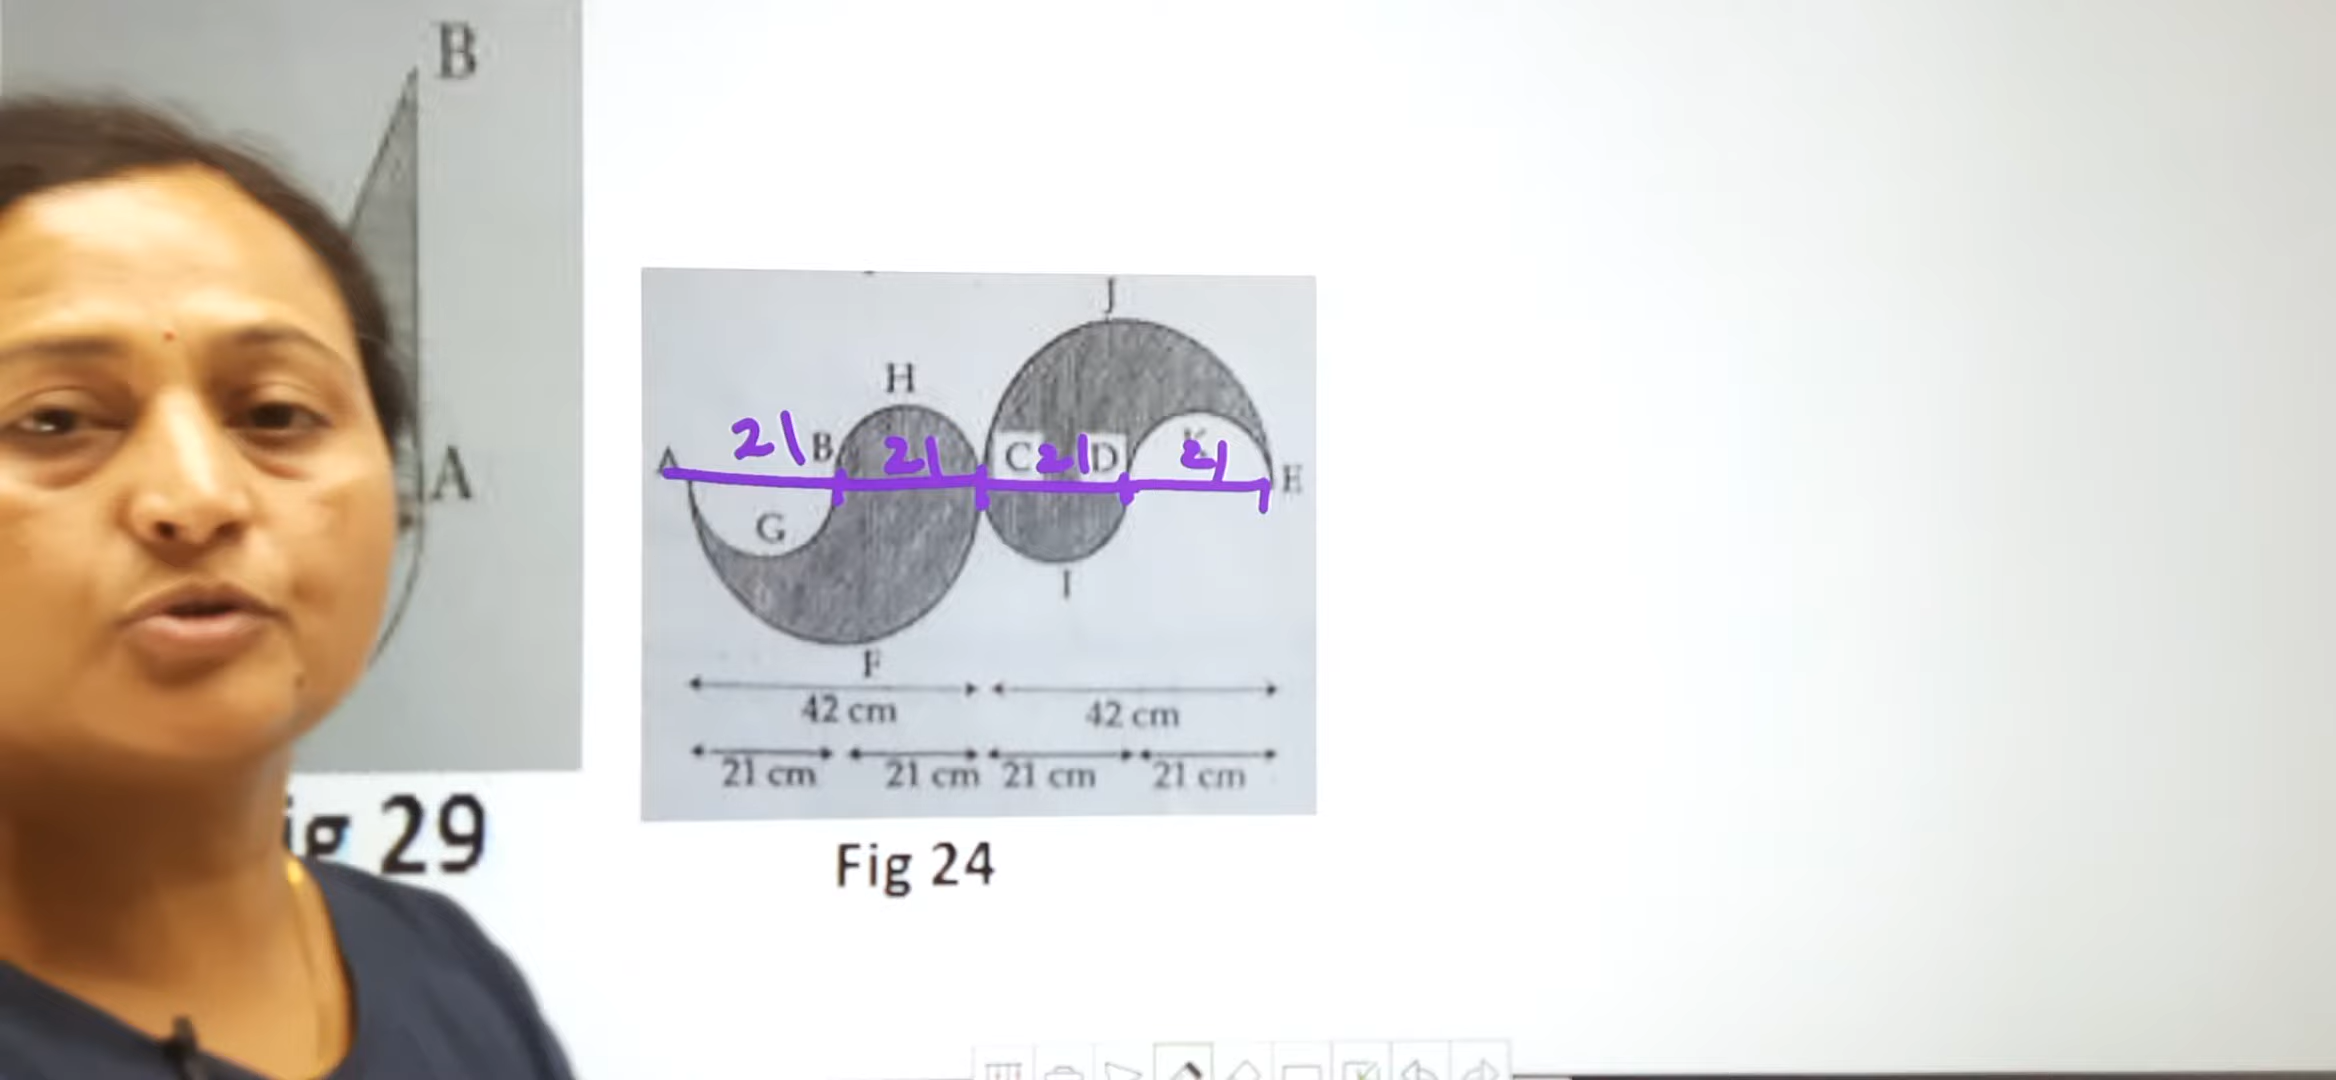 B
A
ig 29
J
H
21 B 21 C 21 D 21
A
E
G
I
F
42 cm 42 cm
21 cm 21 cm 21 cm 21 cm
Fig 24